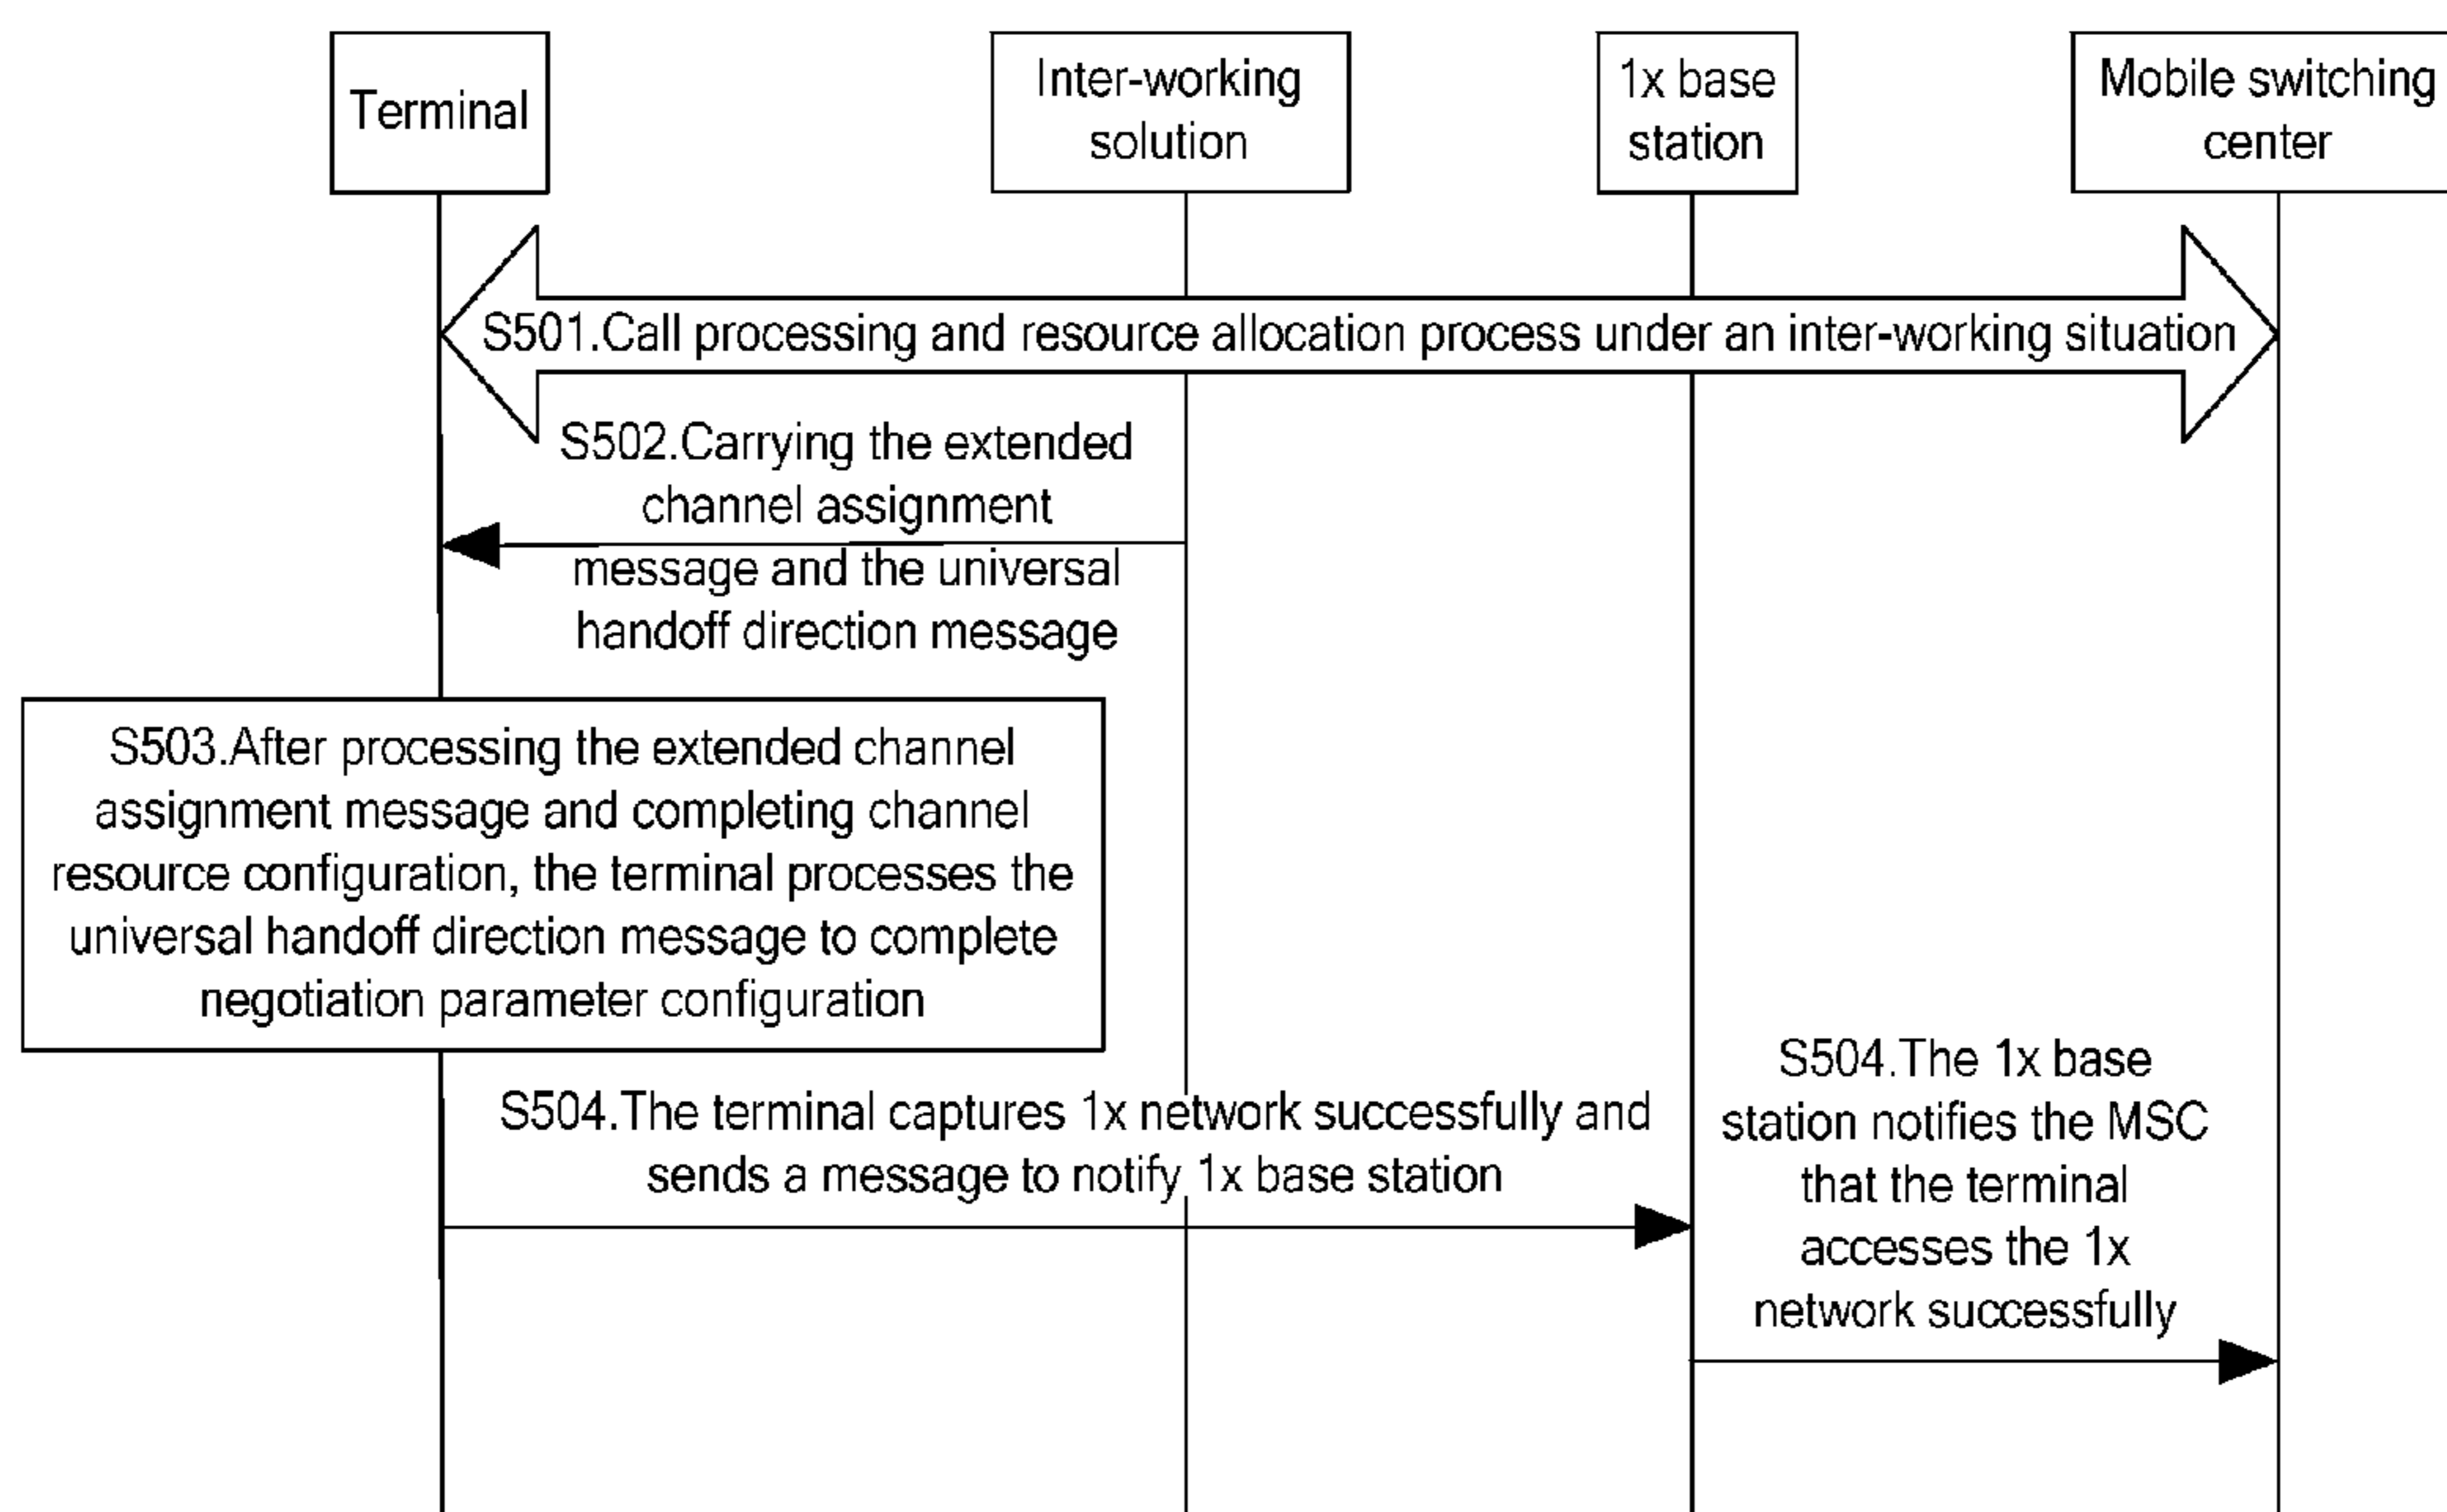 Terminal
Inter-working
solution
1x base
station
Mobile switching
center
S501.Call processing and resource allocation process under an inter-working situation
S502.Carrying the extended
channel assignment
message and the universal
handoff direction message
S503.After processing the extended channel
assignment message and completing channel
resource configuration, the terminal processes the
universal handoff direction message to complete
negotiation parameter configuration
S504.The terminal captures 1x network successfully and
sends a message to notify 1x base station
S504.The 1x base
station notifies the MSC
that the terminal
accesses the 1x
network successfully